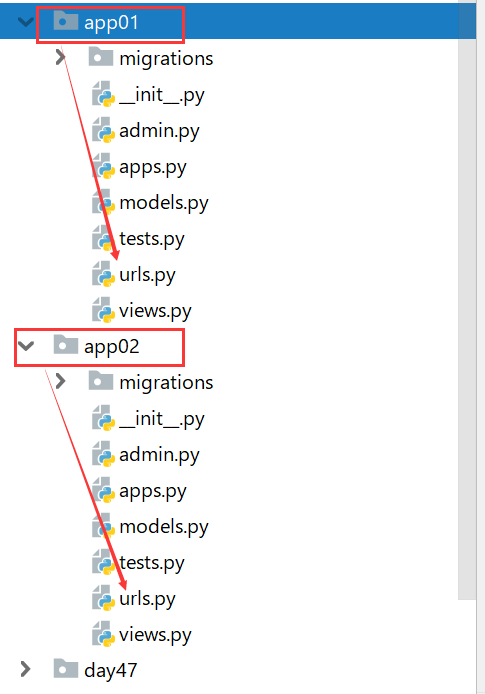 app01
migrations
__init__.py
admin.py
apps.py
models.py
tests.py
urls.py
views.py
app02
migrations
__init__.py
admin.py
apps.py
models.py
tests.py
urls.py
views.py
day47